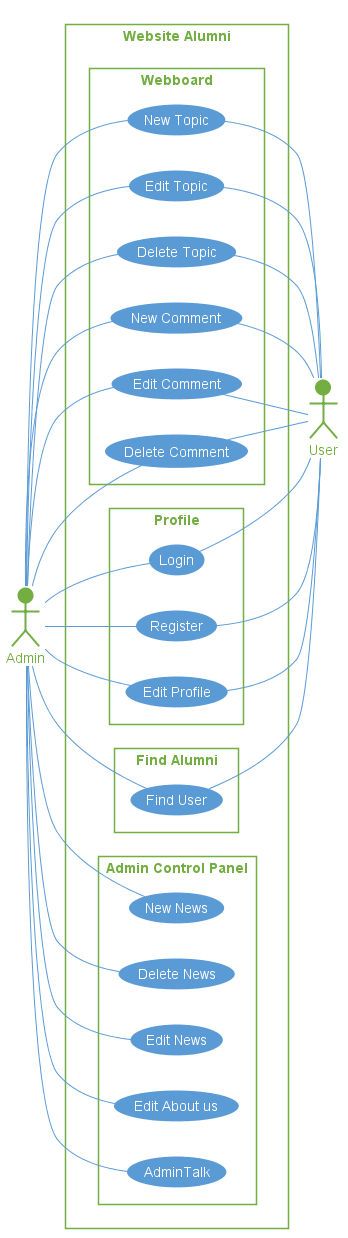 Website Alumni
Webboard
New Topic
Edit Topic
Delete Topic
New Comment
Edit Comment
Delete Comment
User
Profile
Login
Register
Admin
Edit Profile
Find Alumni
Find User
Admin Control Panel
New News
Delete News
Edit News
Edit About us
AdminTalk